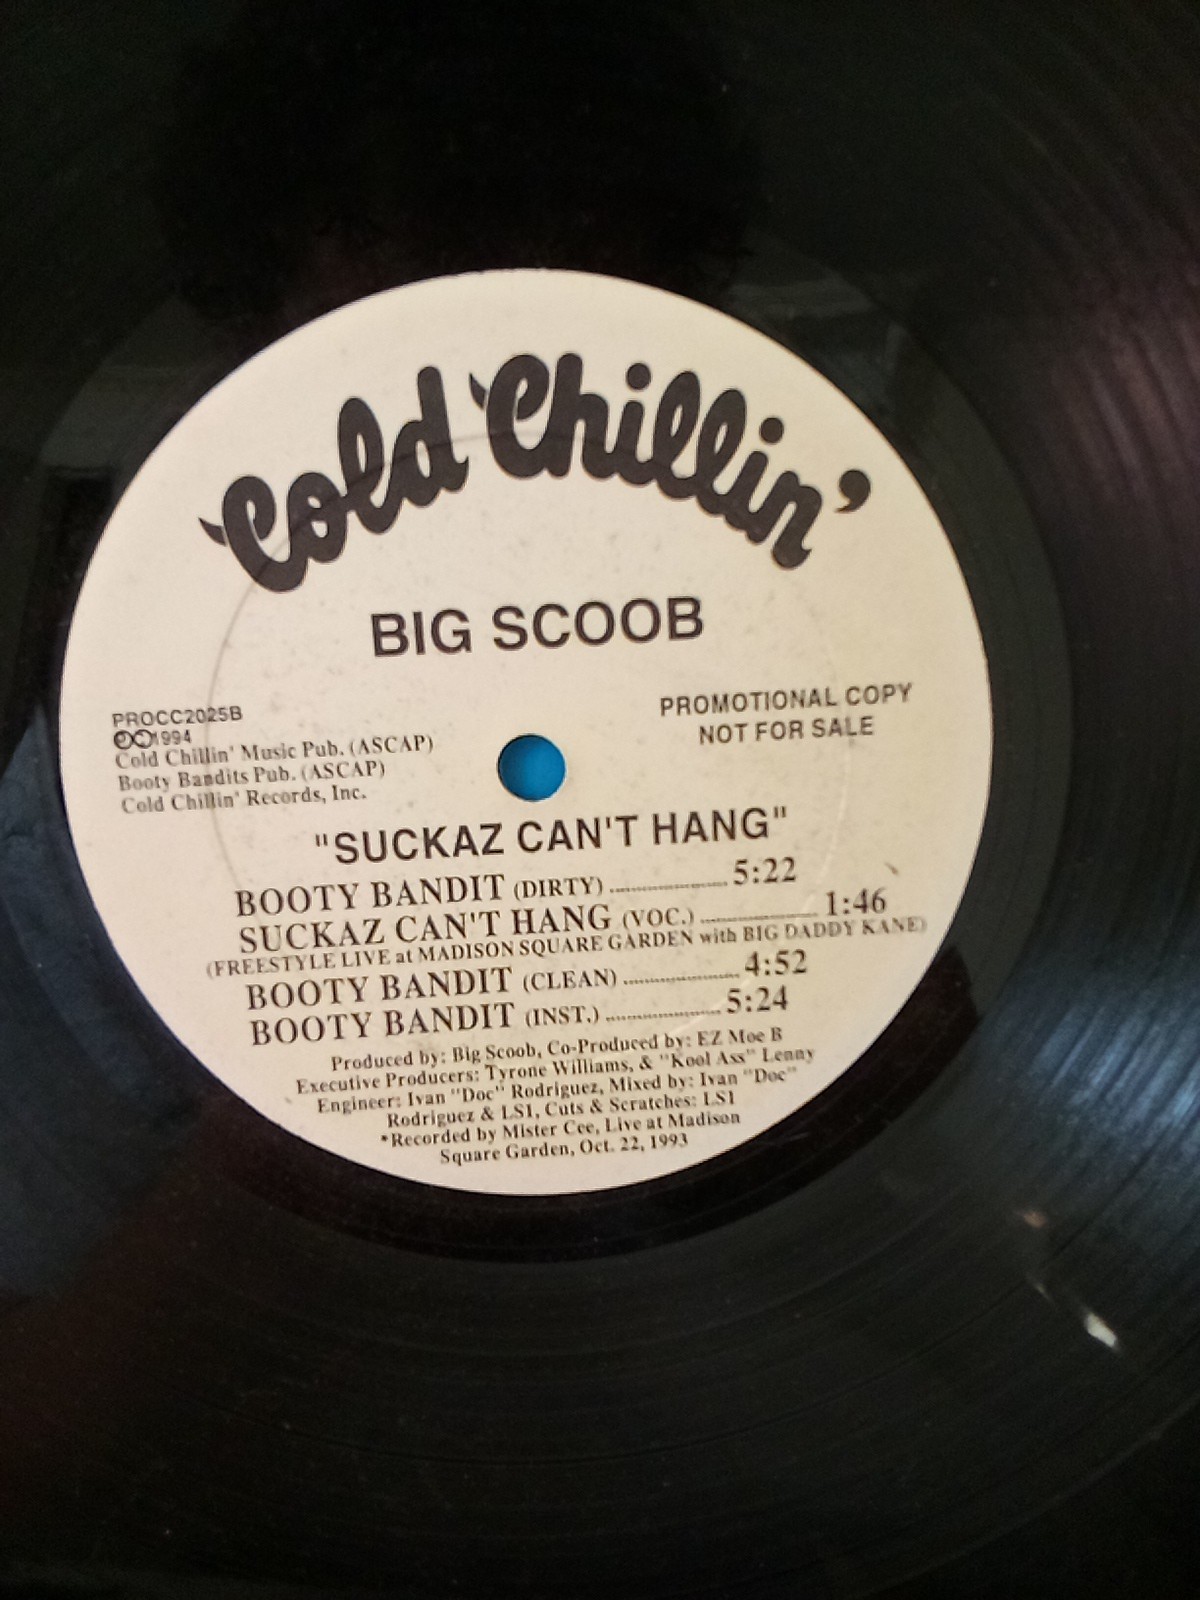 Cold Chillin'
BIG SCOOB
PROCC2025B
℗©1994
Cold Chillin' Music Pub. (ASCAP)
Booty Bandits Pub. (ASCAP)
Cold Chillin' Records, Inc.
PROMOTIONAL COPY
NOT FOR SALE
"SUCKAZ CAN'T HANG"
BOOTY BANDIT (DIRTY) .................... 5:22
SUCKAZ CAN'T HANG (VOC.) .................... 1:46
(FREESTYLE LIVE at MADISON SQUARE GARDEN with BIG DADDY KANE)
BOOTY BANDIT (CLEAN) .................... 4:52
BOOTY BANDIT (INST.) .................... 5:24
Produced by: Big Scoob, Co-Produced by: EZ Moe B
Executive Producers: Tyrone Williams, & "Kool Ass" Lenny
Engineer: Ivan "Doc" Rodriguez, Mixed by: Ivan "Doc"
Rodriguez & LS1, Cuts & Scratches: LS1
*Recorded by Mister Cee, Live at Madison
Square Garden, Oct. 22, 1993